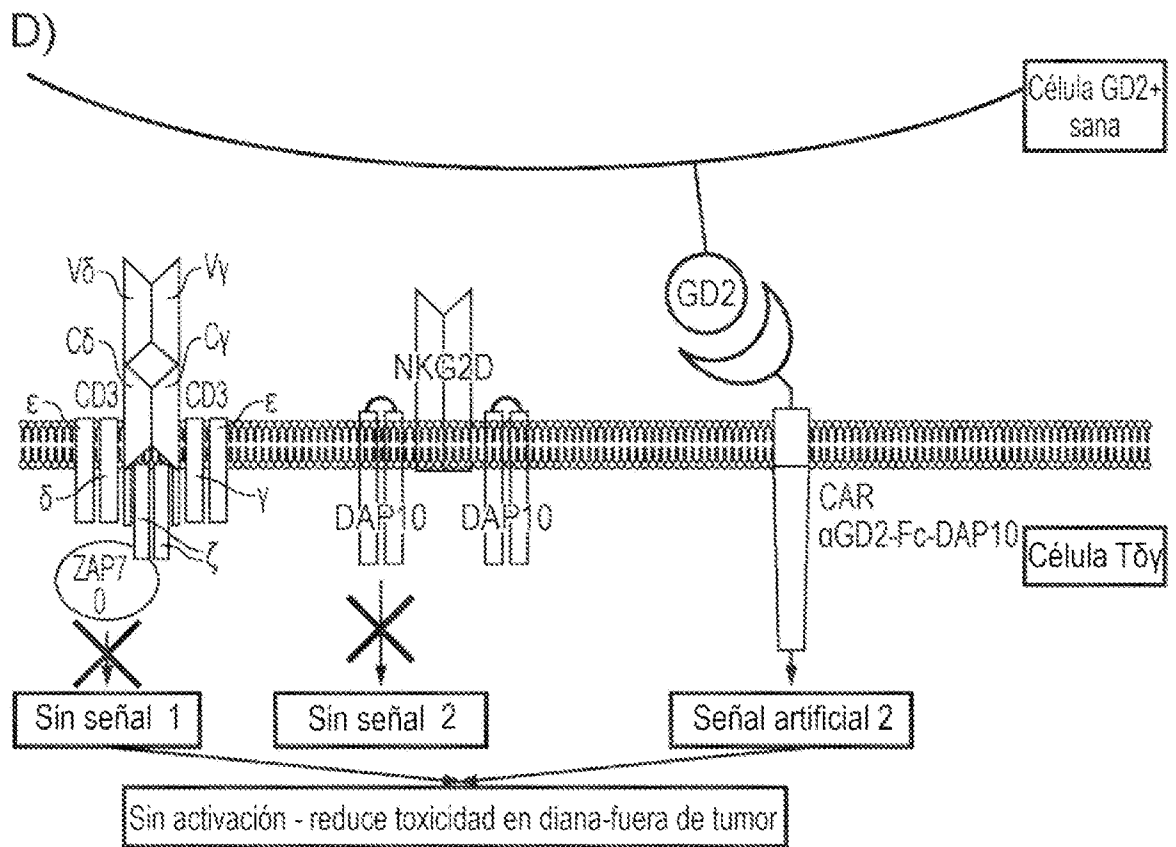 D)
Célula GD2+
sana
Vδ
Vγ
GD2
Cδ
Cγ
NKG2D
ε
CD3
CD3
ε
δ
γ
DAP10
DAP10
CAR
αGD2-Fc-DAP10
Célula Tδγ
ζ
ZAP7
0
Sin señal 1
Sin señal 2
Señal artificial 2
Sin activación - reduce toxicidad en diana-fuera de tumor